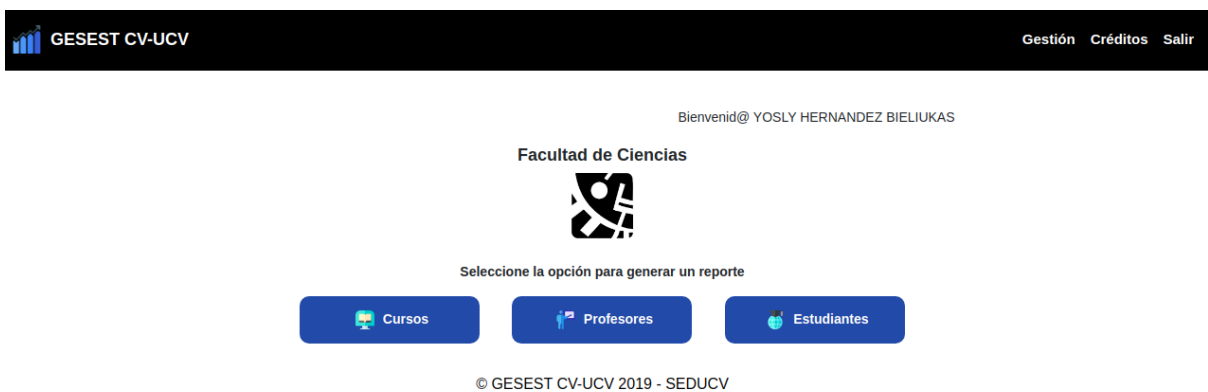 GESEST CV-UCV
Gestión Créditos Salir
Bienvenid@ YOSLY HERNANDEZ BIELIUKAS
Facultad de Ciencias
Seleccione la opción para generar un reporte
Cursos
Profesores
Estudiantes
© GESEST CV-UCV 2019 - SEDUCV